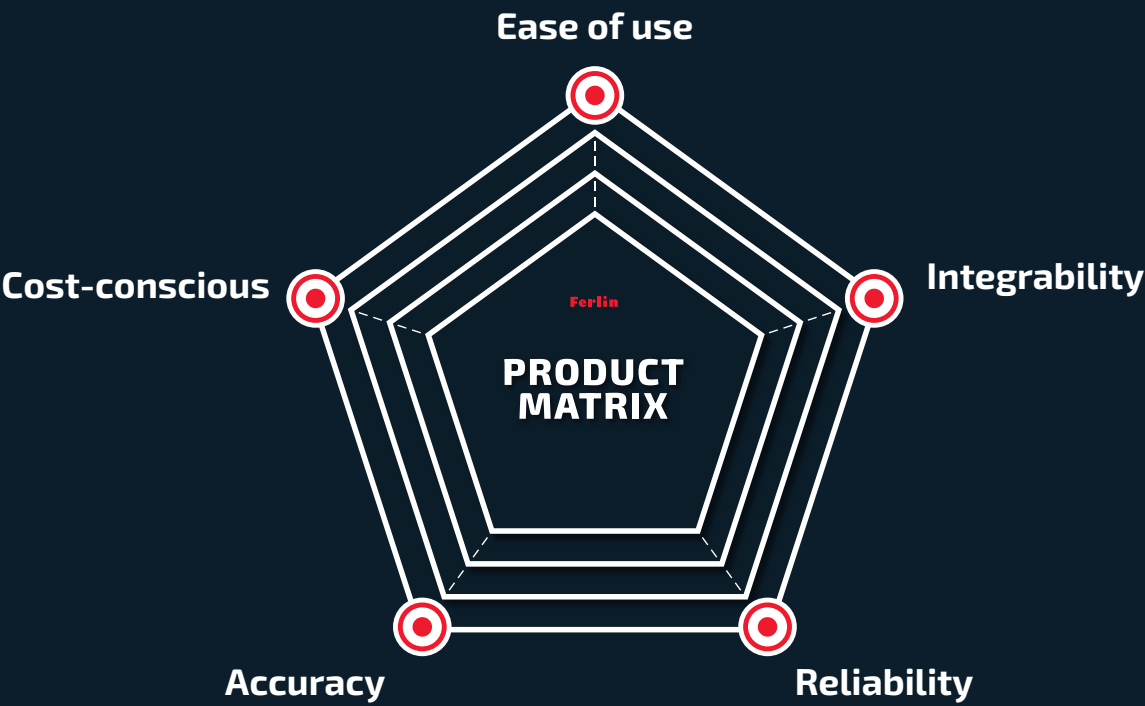 Ease of use
Cost-conscious
Integrability
Ferlin
PRODUCT
MATRIX
Accuracy
Reliability